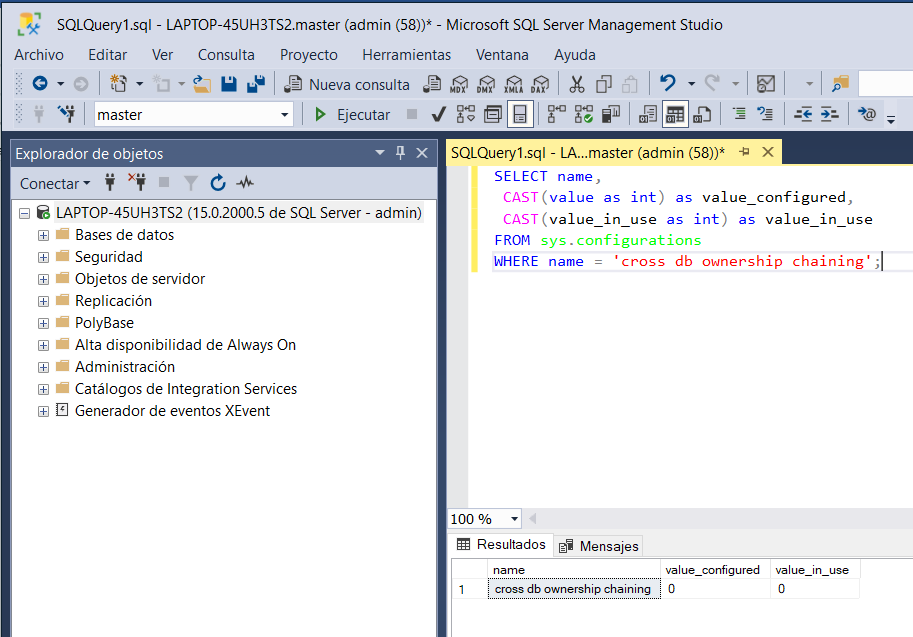 SQLQuery1.sql - LAPTOP-45UH3TS2.master (admin (58))* - Microsoft SQL Server Management Studio
Archivo Editar Ver Consulta Proyecto Herramientas Ventana Ayuda
Nueva consulta MDX DMX XMLA DAX
master Ejecutar
Explorador de objetos
SQLQuery1.sql - LA...master (admin (58))*
Conectar
LAPTOP-45UH3TS2 (15.0.2000.5 de SQL Server - admin)
Bases de datos
Seguridad
Objetos de servidor
Replicación
PolyBase
Alta disponibilidad de Always On
Administración
Catálogos de Integration Services
Generador de eventos XEvent
SELECT name,
CAST(value as int) as value_configured,
CAST(value_in_use as int) as value_in_use
FROM sys.configurations
WHERE name = 'cross db ownership chaining';
100 %
Resultados Mensajes
name value_configured value_in_use
1 cross db ownership chaining 0 0